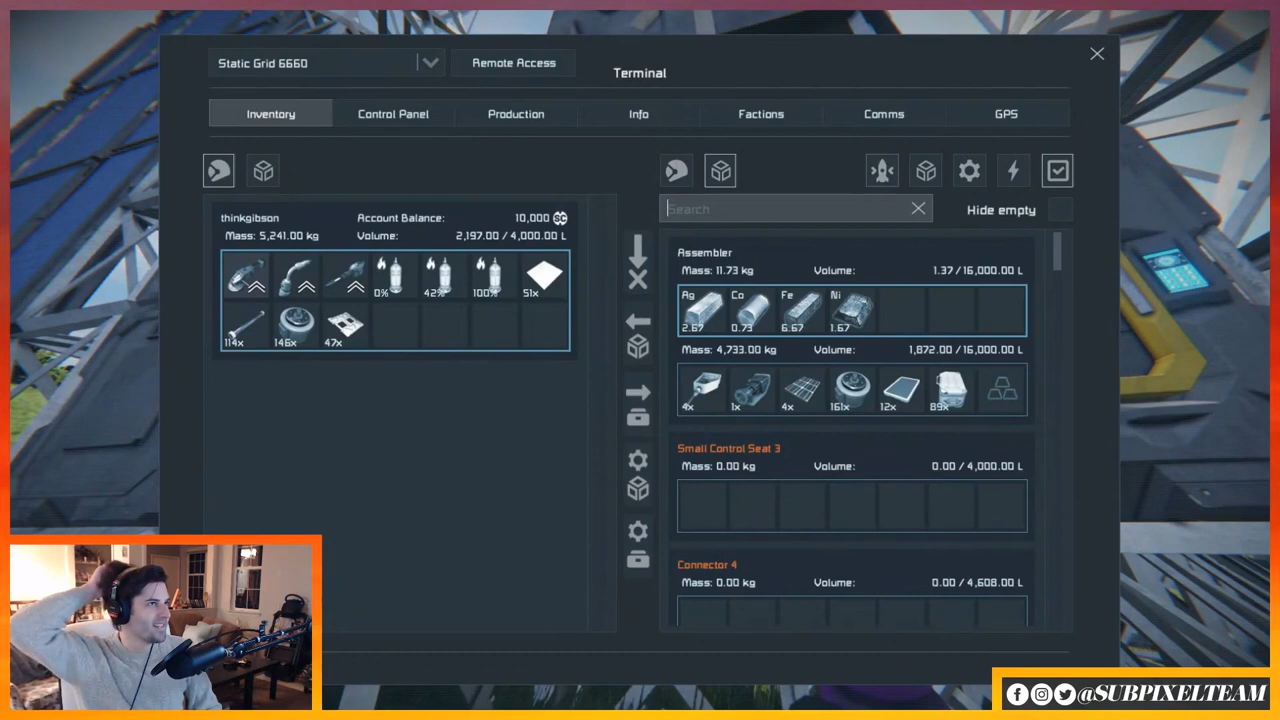 Static Grid 6660
Remote Access
Terminal
Inventory
Control Panel
Production
Info
Factions
Comms
GPS
Search
Hide empty
thinkgibson
Account Balance:
10,000 SC
Mass: 5,241.00 kg
Volume:
2,197.00 / 4,000.00 L
0%
42%
100%
51x
114x
146x
47x
Assembler
Mass: 11.73 kg
Volume:
1.37 / 16,000.00 L
Ag
Co
Fe
Ni
2.67
0.73
6.67
1.67
Mass: 4,733.00 kg
Volume:
1,872.00 / 16,000.00 L
4x
1x
4x
161x
12x
89x
Small Control Seat 3
Mass: 0.00 kg
Volume:
0.00 / 4,000.00 L
Connector 4
Mass: 0.00 kg
Volume:
0.00 / 4,608.00 L
@SUBPIXELTEAM